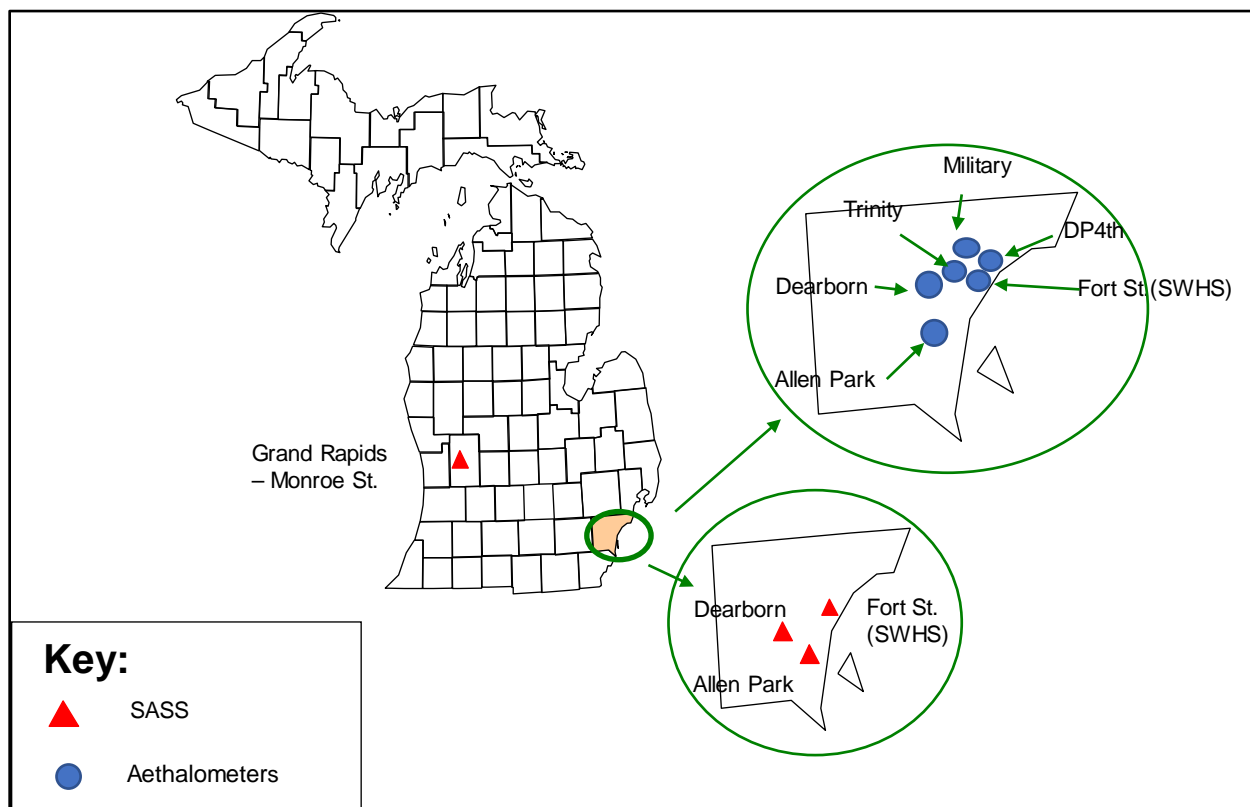 Military
Trinity
DP4th
Dearborn
Fort St.(SWHS)
Allen Park
Grand Rapids
– Monroe St.
Dearborn
Fort St.
(SWHS)
Allen Park
Key:
SASS
Aethalometers